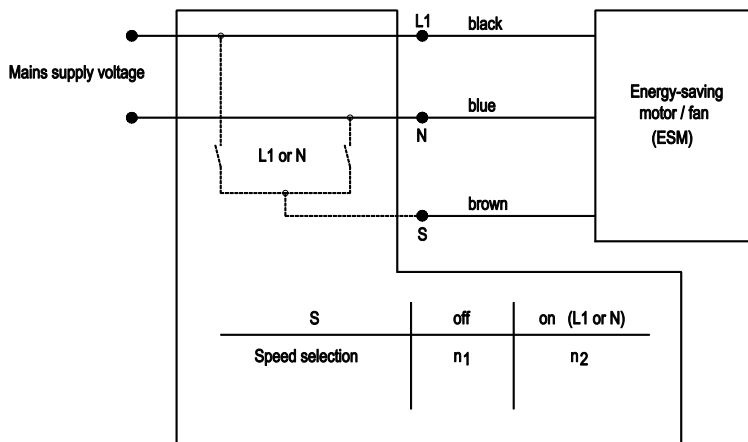 L1
black
Mains supply voltage
Energy-saving
motor / fan
(ESM)
blue
N
L1 or N
brown
S
S off on (L1 or N)
Speed selection n1 n2